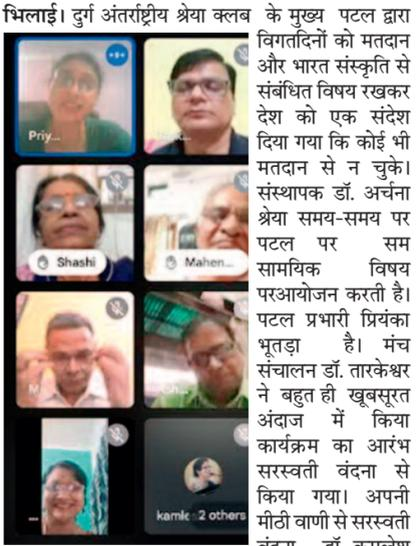 भिलाई। दुर्ग अंतर्राष्ट्रीय श्रेया क्लब के मुख्य पटल द्वारा
विगतदिनों को मतदान
और भारत संस्कृति से
संबंधित विषय रखकर
देश को एक संदेश
दिया गया कि कोई भी
मतदान से न चुके।
संस्थापक डॉ. अर्चना
श्रेया समय-समय पर
पटल पर सम
सामयिक विषय
परआयोजन करती है।
पटल प्रभारी प्रियंका
भूतड़ा है। मंच
संचालन डॉ. तारकेश्वर
ने बहुत ही खूबसूरत
अंदाज में किया
कार्यक्रम का आरंभ
सरस्वती वंदना से
किया गया। अपनी
मीठी वाणी से सरस्वती
Priy...
Shashi
Mahen...
2 others